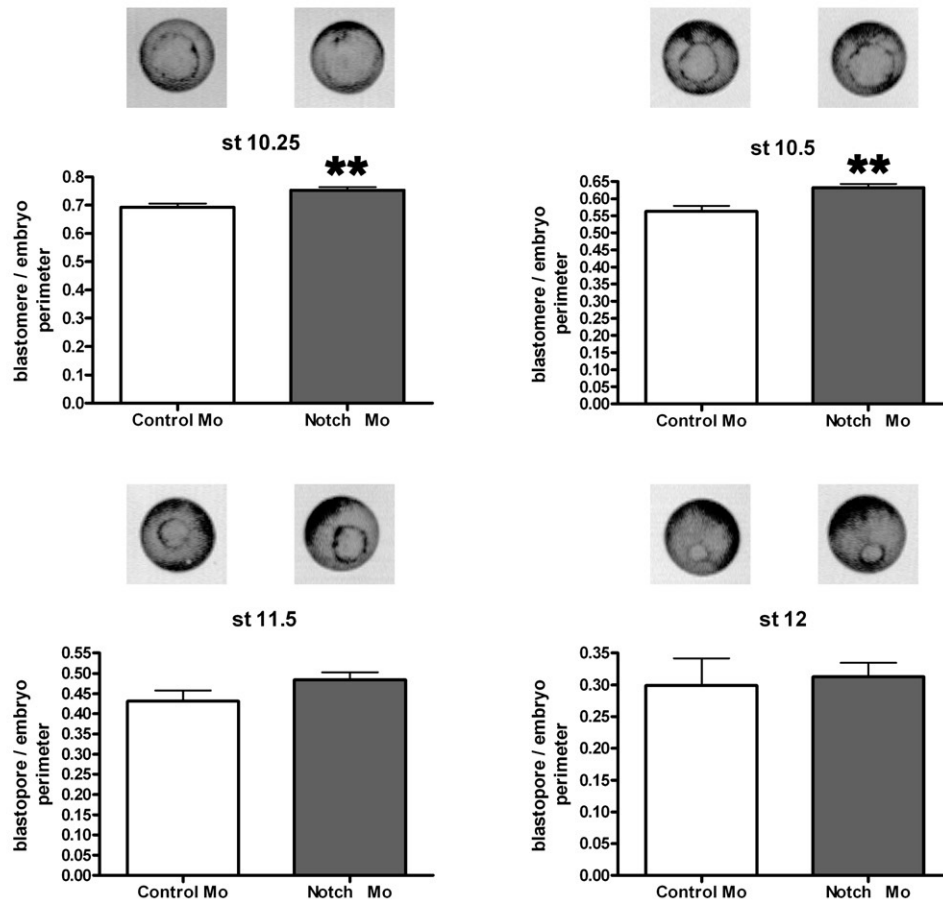 st 10.25
**
blastomere / embryo
perimeter
0.8
0.7
0.6
0.5
0.4
0.3
0.2
0.1
0.0
Control Mo
Notch Mo
st 10.5
**
blastomere / embryo
perimeter
0.65
0.60
0.55
0.50
0.45
0.40
0.35
0.30
0.25
0.20
0.15
0.10
0.05
0.00
Control Mo
Notch Mo
st 11.5
blastopore / embryo
perimeter
0.55
0.50
0.45
0.40
0.35
0.30
0.25
0.20
0.15
0.10
0.05
0.00
Control Mo
Notch Mo
st 12
blastopore / embryo
perimeter
0.35
0.30
0.25
0.20
0.15
0.10
0.05
0.00
Control Mo
Notch Mo